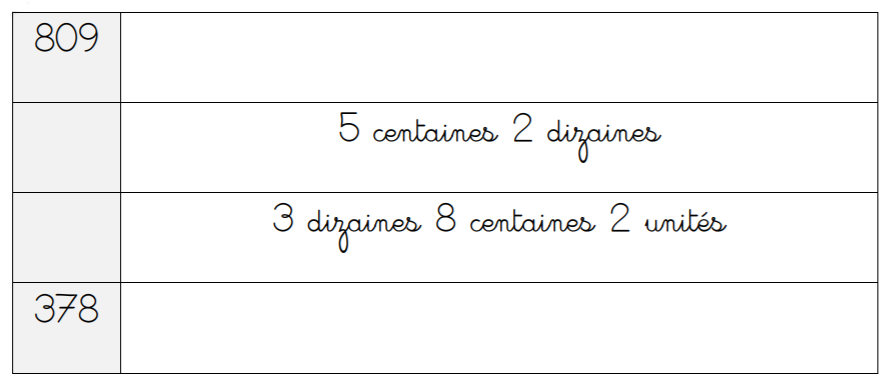 809
5 centaines 2 dizaines
3 dizaines 8 centaines 2 unités
378